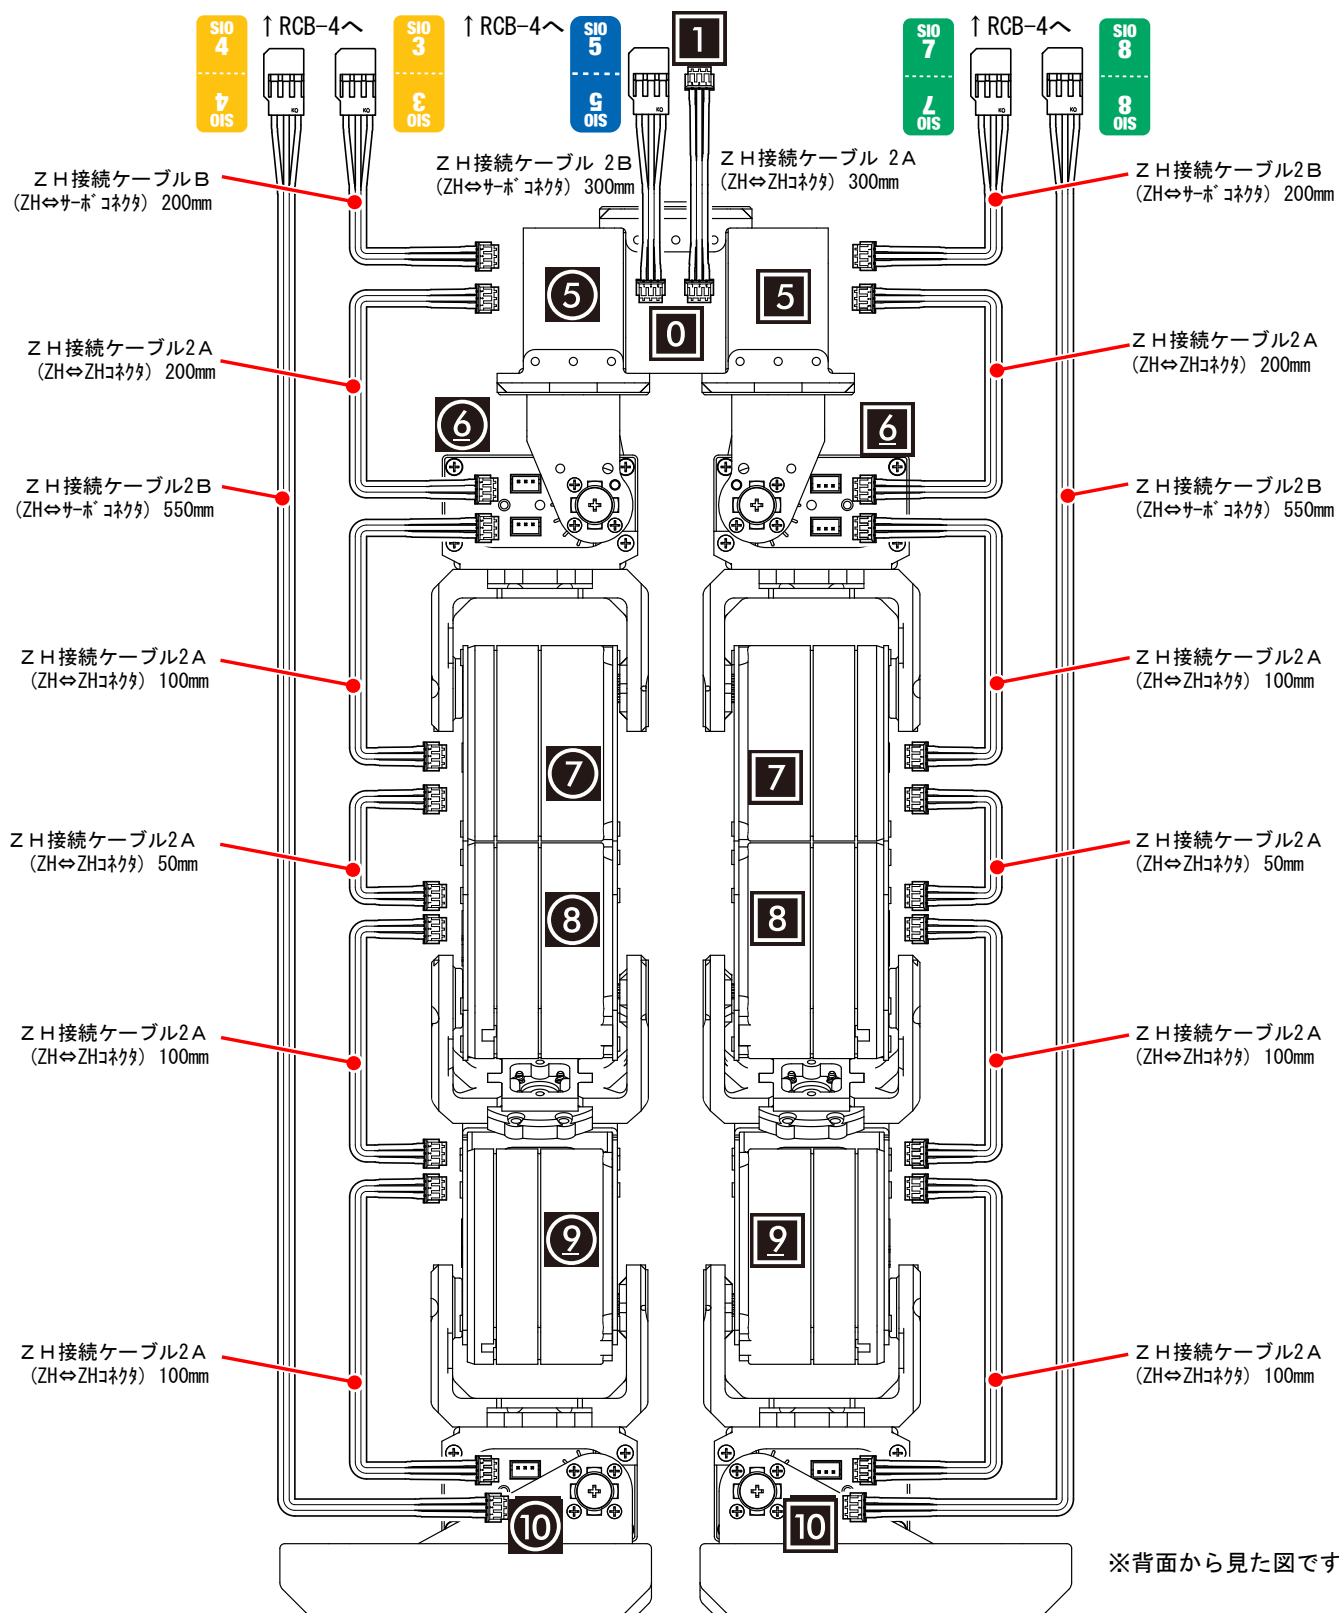 SIO 4
SIO 4
↑RCB-4へ
SIO 3
SIO 3
↑RCB-4へ
SIO 5
SIO 5
1
SIO 7
SIO 7
↑RCB-4へ
SIO 8
SIO 8
KO
KO
KO
KO
KO
ZH接続ケーブルB
(ZH⇔ｻｰﾎﾞｺﾈｸﾀ) 200mm
ZH接続ケーブル 2B
(ZH⇔ｻｰﾎﾞｺﾈｸﾀ) 300mm
ZH接続ケーブル 2A
(ZH⇔ZHｺﾈｸﾀ) 300mm
ZH接続ケーブル2B
(ZH⇔ｻｰﾎﾞｺﾈｸﾀ) 200mm
5
5
0
ZH接続ケーブル2A
(ZH⇔ZHｺﾈｸﾀ) 200mm
ZH接続ケーブル2A
(ZH⇔ZHｺﾈｸﾀ) 200mm
6
6
ZH接続ケーブル2B
(ZH⇔ｻｰﾎﾞｺﾈｸﾀ) 550mm
ZH接続ケーブル2B
(ZH⇔ｻｰﾎﾞｺﾈｸﾀ) 550mm
ZH接続ケーブル2A
(ZH⇔ZHｺﾈｸﾀ) 100mm
ZH接続ケーブル2A
(ZH⇔ZHｺﾈｸﾀ) 100mm
7
7
ZH接続ケーブル2A
(ZH⇔ZHｺﾈｸﾀ) 50mm
ZH接続ケーブル2A
(ZH⇔ZHｺﾈｸﾀ) 50mm
8
8
ZH接続ケーブル2A
(ZH⇔ZHｺﾈｸﾀ) 100mm
ZH接続ケーブル2A
(ZH⇔ZHｺﾈｸﾀ) 100mm
9
9
ZH接続ケーブル2A
(ZH⇔ZHｺﾈｸﾀ) 100mm
ZH接続ケーブル2A
(ZH⇔ZHｺﾈｸﾀ) 100mm
10
10
※背面から見た図です